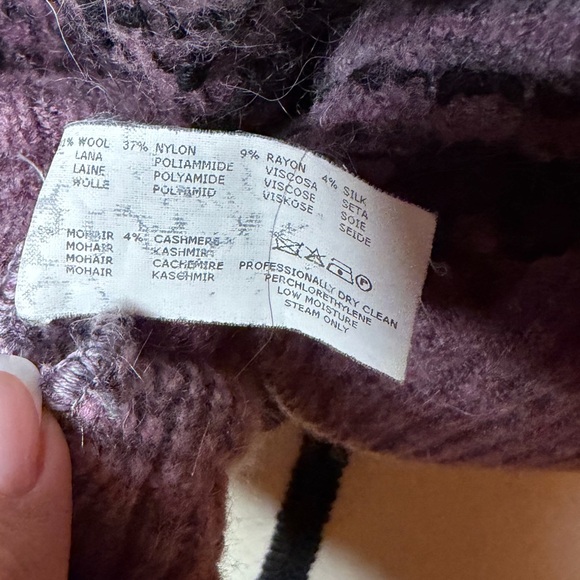 % WOOL 37% NYLON 9% RAYON 4% SILK
LANA POLIAMMIDE VISCOSA SETA
LAINE POLYAMIDE VISCOSE SOIE
WOLLE POLYAMID VISKOSE SEIDE
MOHAIR 4% CASHMERE
MOHAIR KASHMIR
MOHAIR CACHEMIRE
MOHAIR KASCHMIR
P
PROFESSIONALLY DRY CLEAN
PERCHLORETHYLENE
LOW MOISTURE
STEAM ONLY